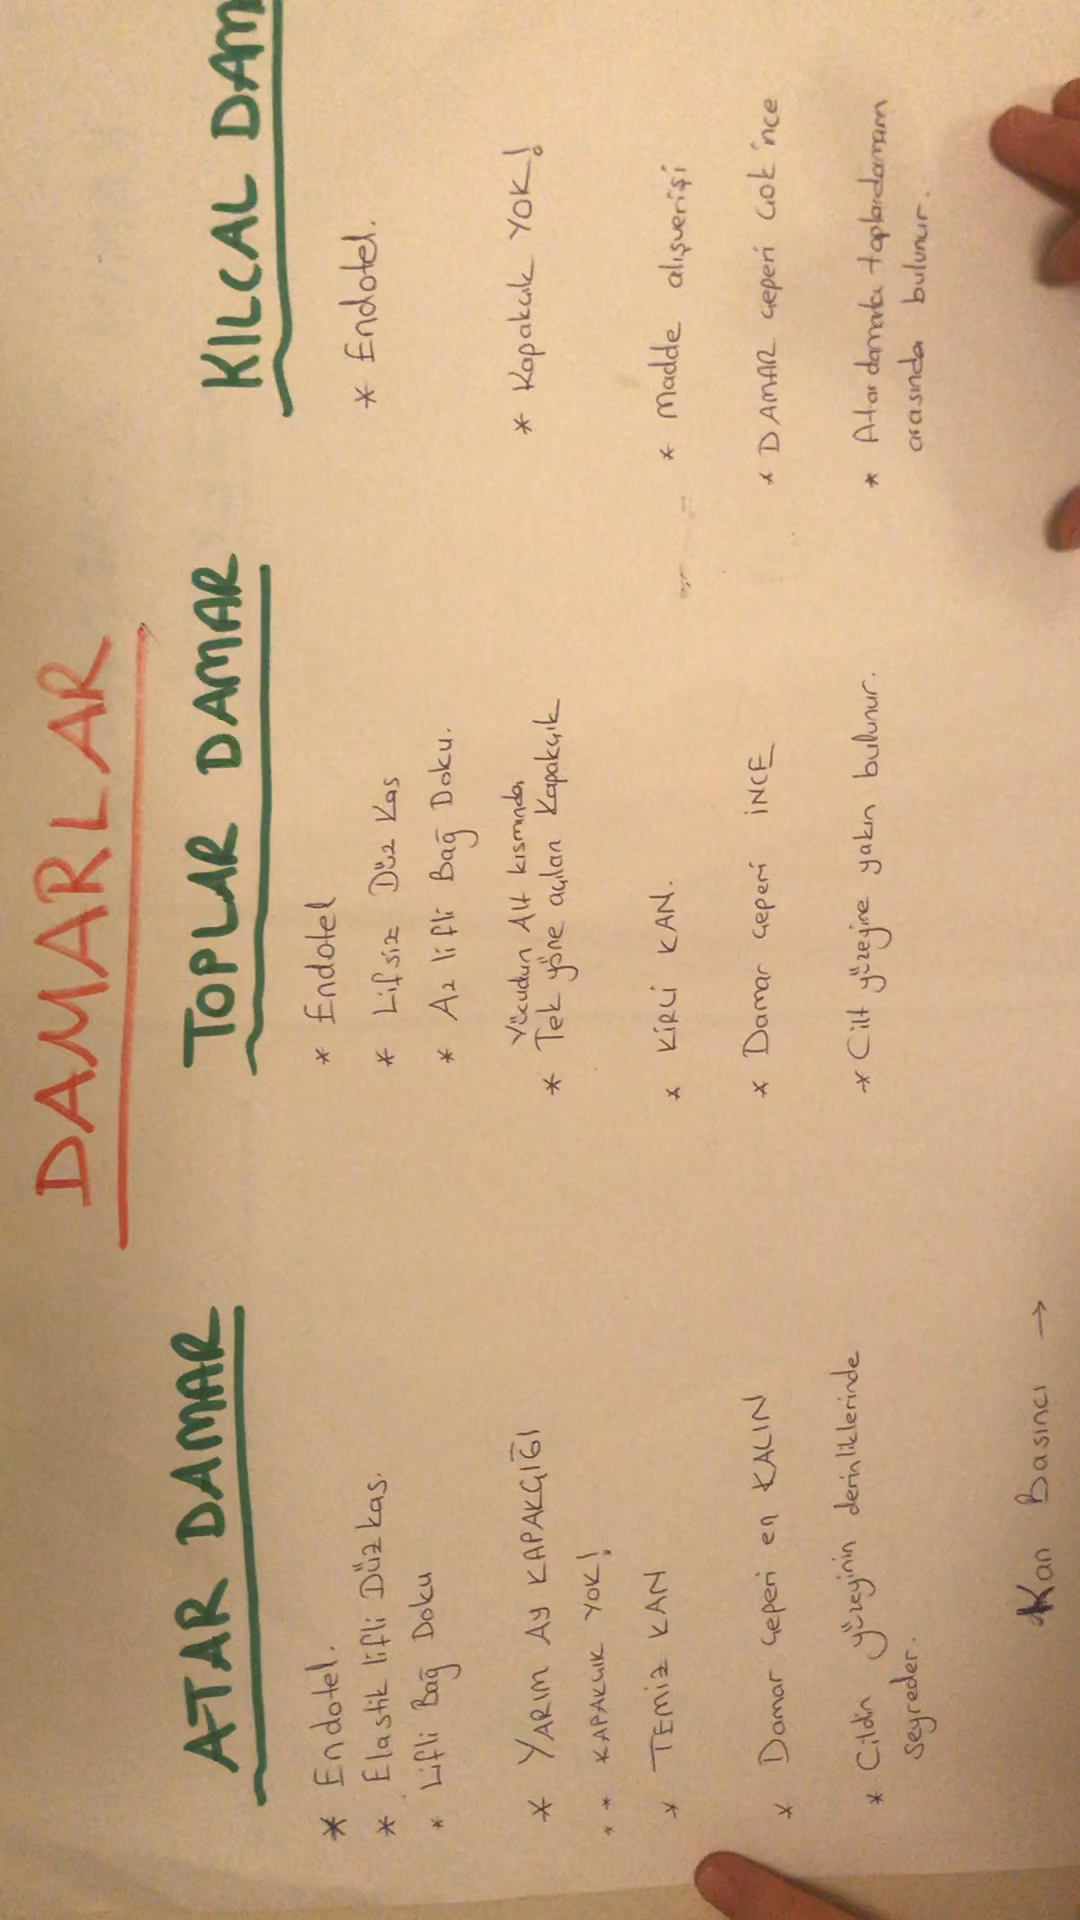 DAMARLAR
ATAR DAMAR
* Endotel.
* Elastik lifli Düz kas.
* Lifli Bağ Doku
* YARIM Ay KAPAKÇIĞI
* * KAPAKÇIK YOK!
* TEMİZ KAN
* Damar çeperi en KALIN
* Cildin yüzeyinin derinliklerinde
seyreder.
Kan Basıncı →
TOPLAR DAMAR
* Endotel
* Lifsiz Düz Kas
* Az lifli Bağ Doku.
Vücudun Alt kısmında
* Tek yöne açılan Kapakçık
* KİRLİ KAN.
* Damar çeperi İNCE
* Cilt yüzeyine yakın bulunur.
KILCAL DAM
* Endotel.
* Kapakçık YOK!
* Madde alışverişi
* DAMAR çeperi çok ince
* Atardamarla toplardamarın
arasında bulunur.